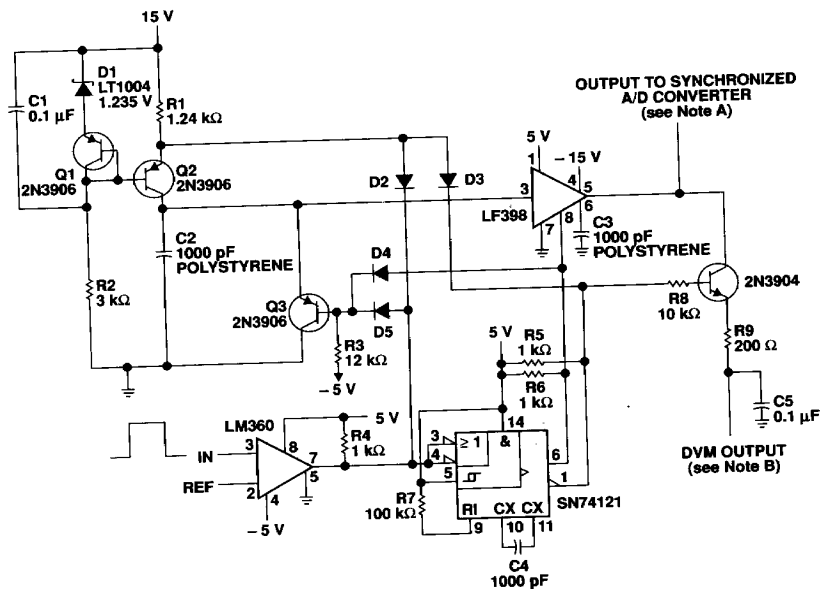 15 V
D1
LT1004
1.235 V
C1
0.1 µF
R1
1.24 kΩ
Q1
2N3906
Q2
2N3906
C2
1000 pF
POLYSTYRENE
R2
3 kΩ
Q3
2N3906
R3
12 kΩ
– 5 V
D2
D3
D4
D5
OUTPUT TO SYNCHRONIZED
A/D CONVERTER
(see Note A)
5 V
– 15 V
1
4
3
5
6
8
7
LF398
C3
1000 pF
POLYSTYRENE
2N3904
R8
10 kΩ
R9
200 Ω
C5
0.1 µF
DVM OUTPUT
(see Note B)
5 V
R5
1 kΩ
R6
1 kΩ
LM360
5 V
R4
1 kΩ
IN
REF
3
2
8
7
5
4
– 5 V
14
3
4
5
≥ 1
&
6
1
SN74121
R7
100 kΩ
RI
CX
CX
9
10
11
C4
1000 pF